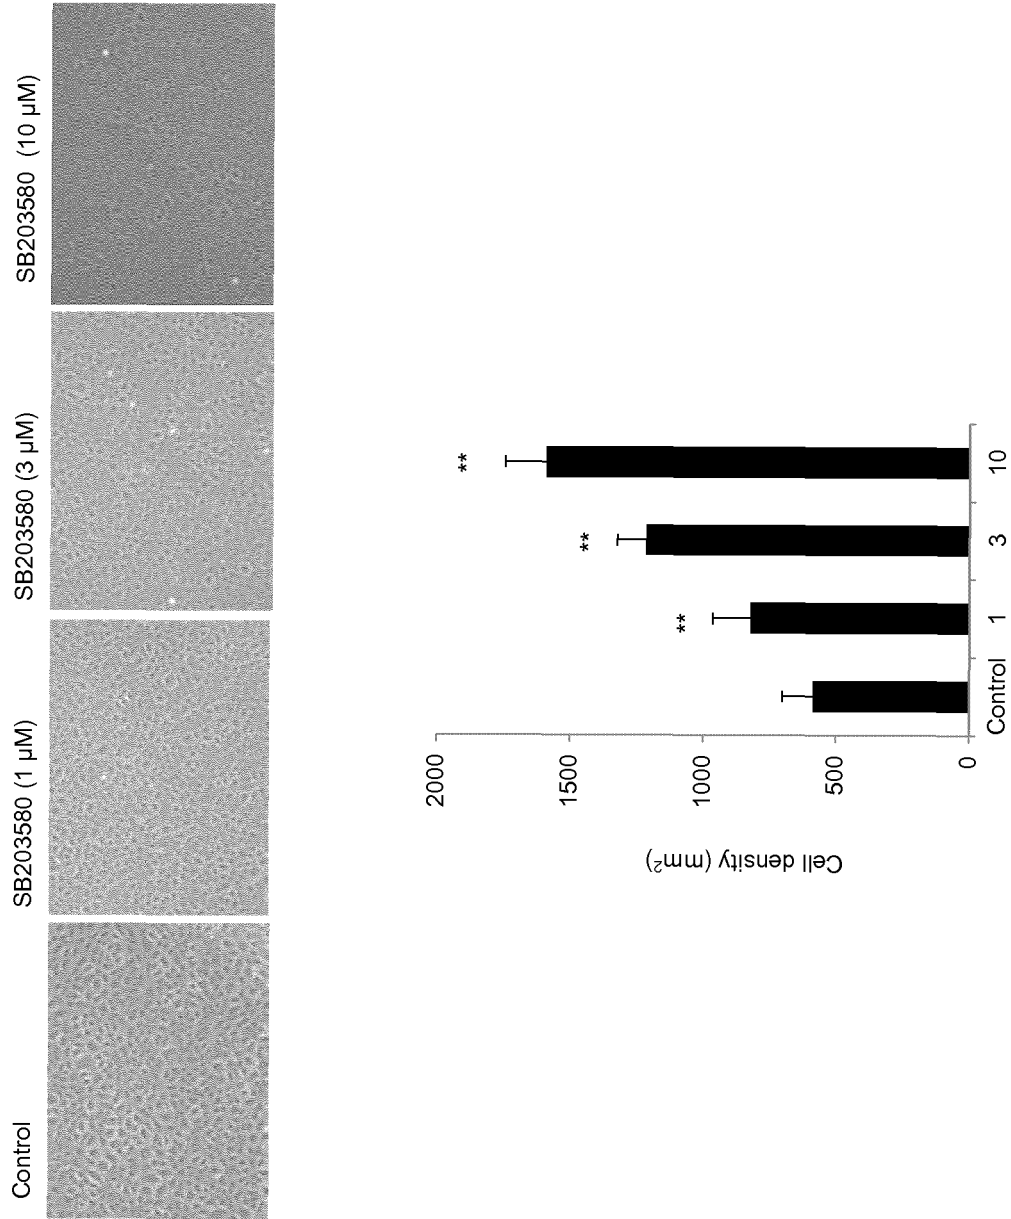 Control
SB203580 (1 µM)
SB203580 (3 µM)
SB203580 (10 µM)
Cell density (mm²)
2000
1500
1000
500
0
**
**
**
Control
1
3
10